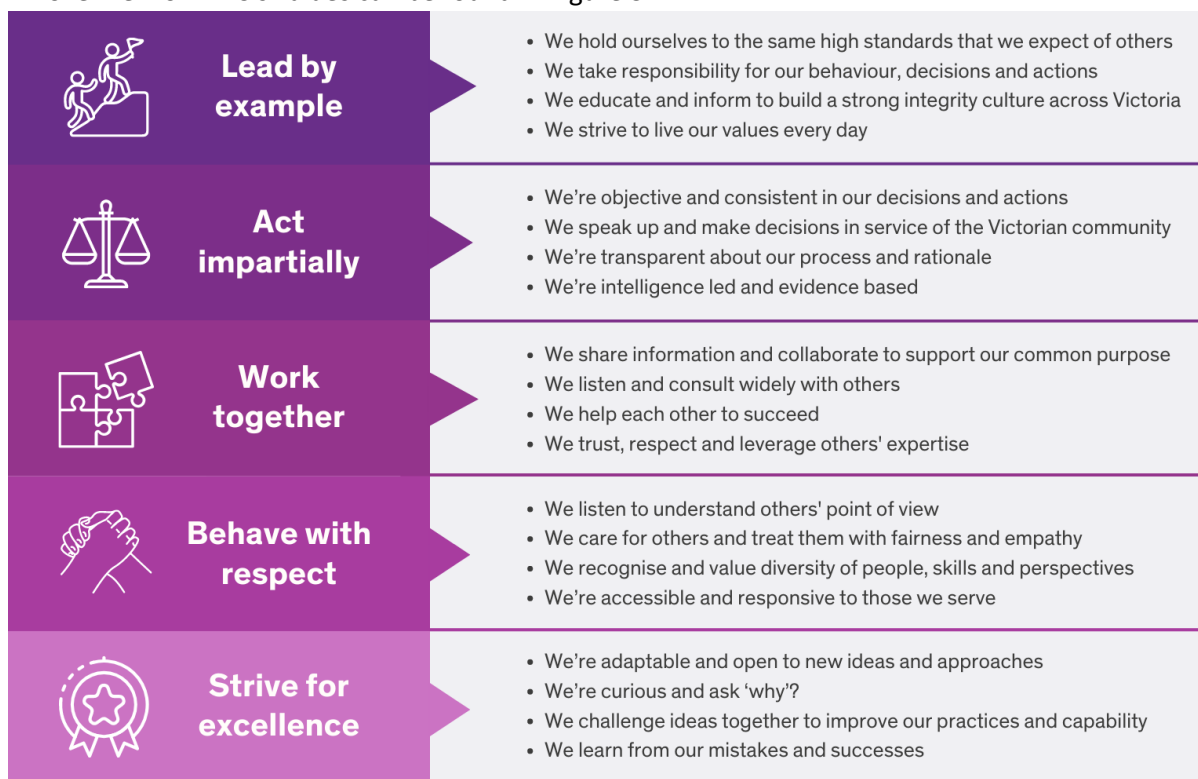 Lead by
example
• We hold ourselves to the same high standards that we expect of others
• We take responsibility for our behaviour, decisions and actions
• We educate and inform to build a strong integrity culture across Victoria
• We strive to live our values every day
Act
impartially
• We're objective and consistent in our decisions and actions
• We speak up and make decisions in service of the Victorian community
• We're transparent about our process and rationale
• We're intelligence led and evidence based
Work
together
• We share information and collaborate to support our common purpose
• We listen and consult widely with others
• We help each other to succeed
• We trust, respect and leverage others' expertise
Behave with
respect
• We listen to understand others' point of view
• We care for others and treat them with fairness and empathy
• We recognise and value diversity of people, skills and perspectives
• We're accessible and responsive to those we serve
Strive for
excellence
• We're adaptable and open to new ideas and approaches
• We're curious and ask ‘why’?
• We challenge ideas together to improve our practices and capability
• We learn from our mistakes and successes